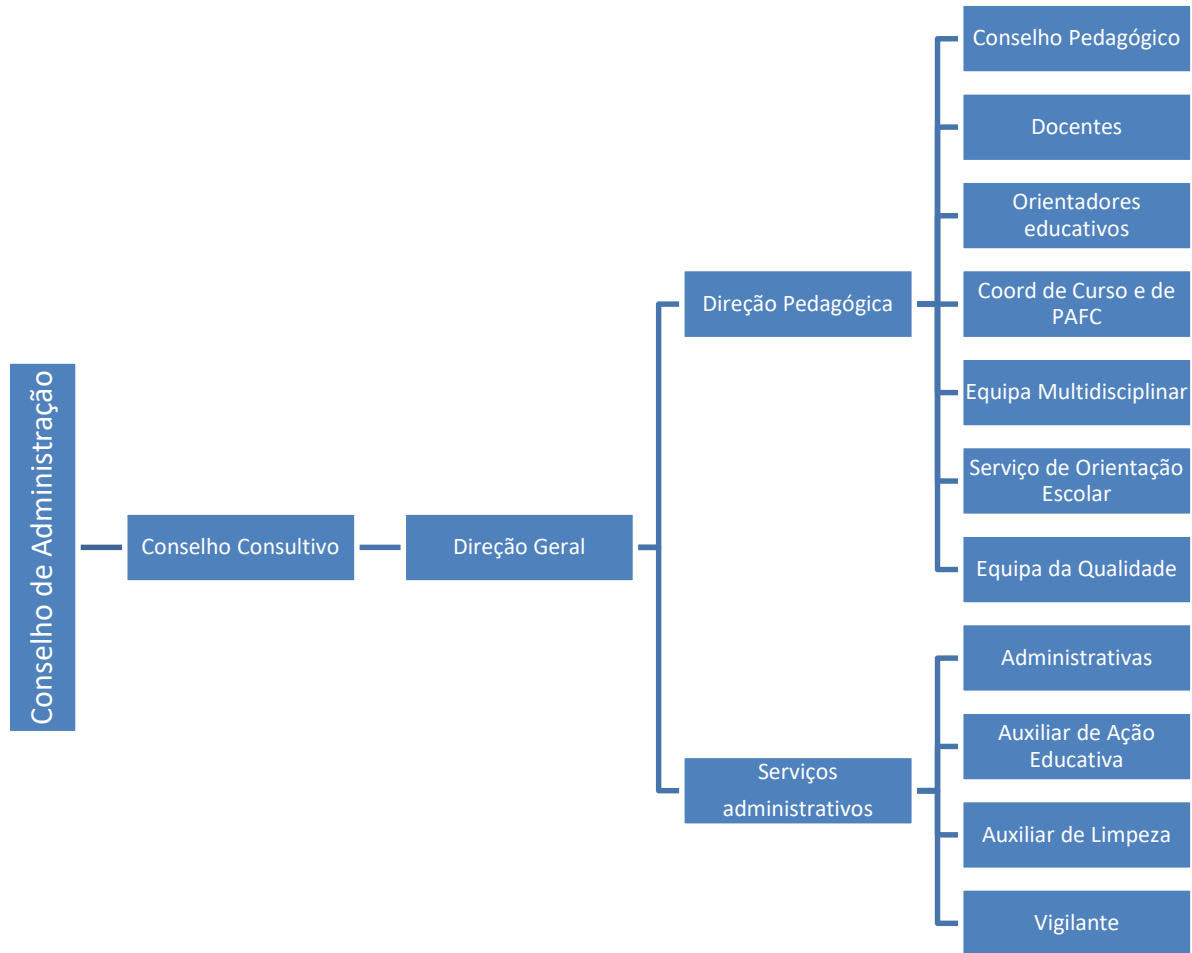 Conselho de Administração
Conselho Consultivo
Direção Geral
Direção Pedagógica
Conselho Pedagógico
Docentes
Orientadores
educativos
Coord de Curso e de
PAFC
Equipa Multidisciplinar
Serviço de Orientação
Escolar
Equipa da Qualidade
Serviços
administrativos
Administrativas
Auxiliar de Ação
Educativa
Auxiliar de Limpeza
Vigilante